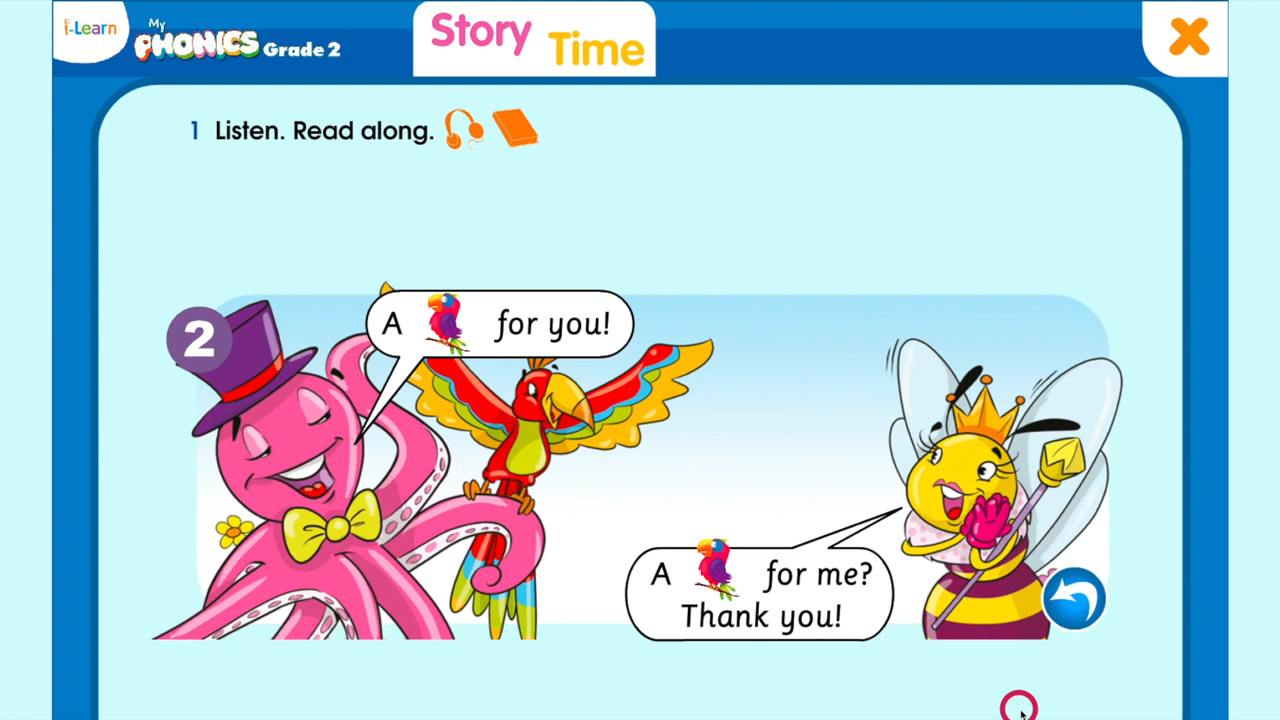 i-Learn
My
PHONICS Grade 2
Story
Time
1 Listen. Read along.
2
A for you!
A for me?
Thank you!